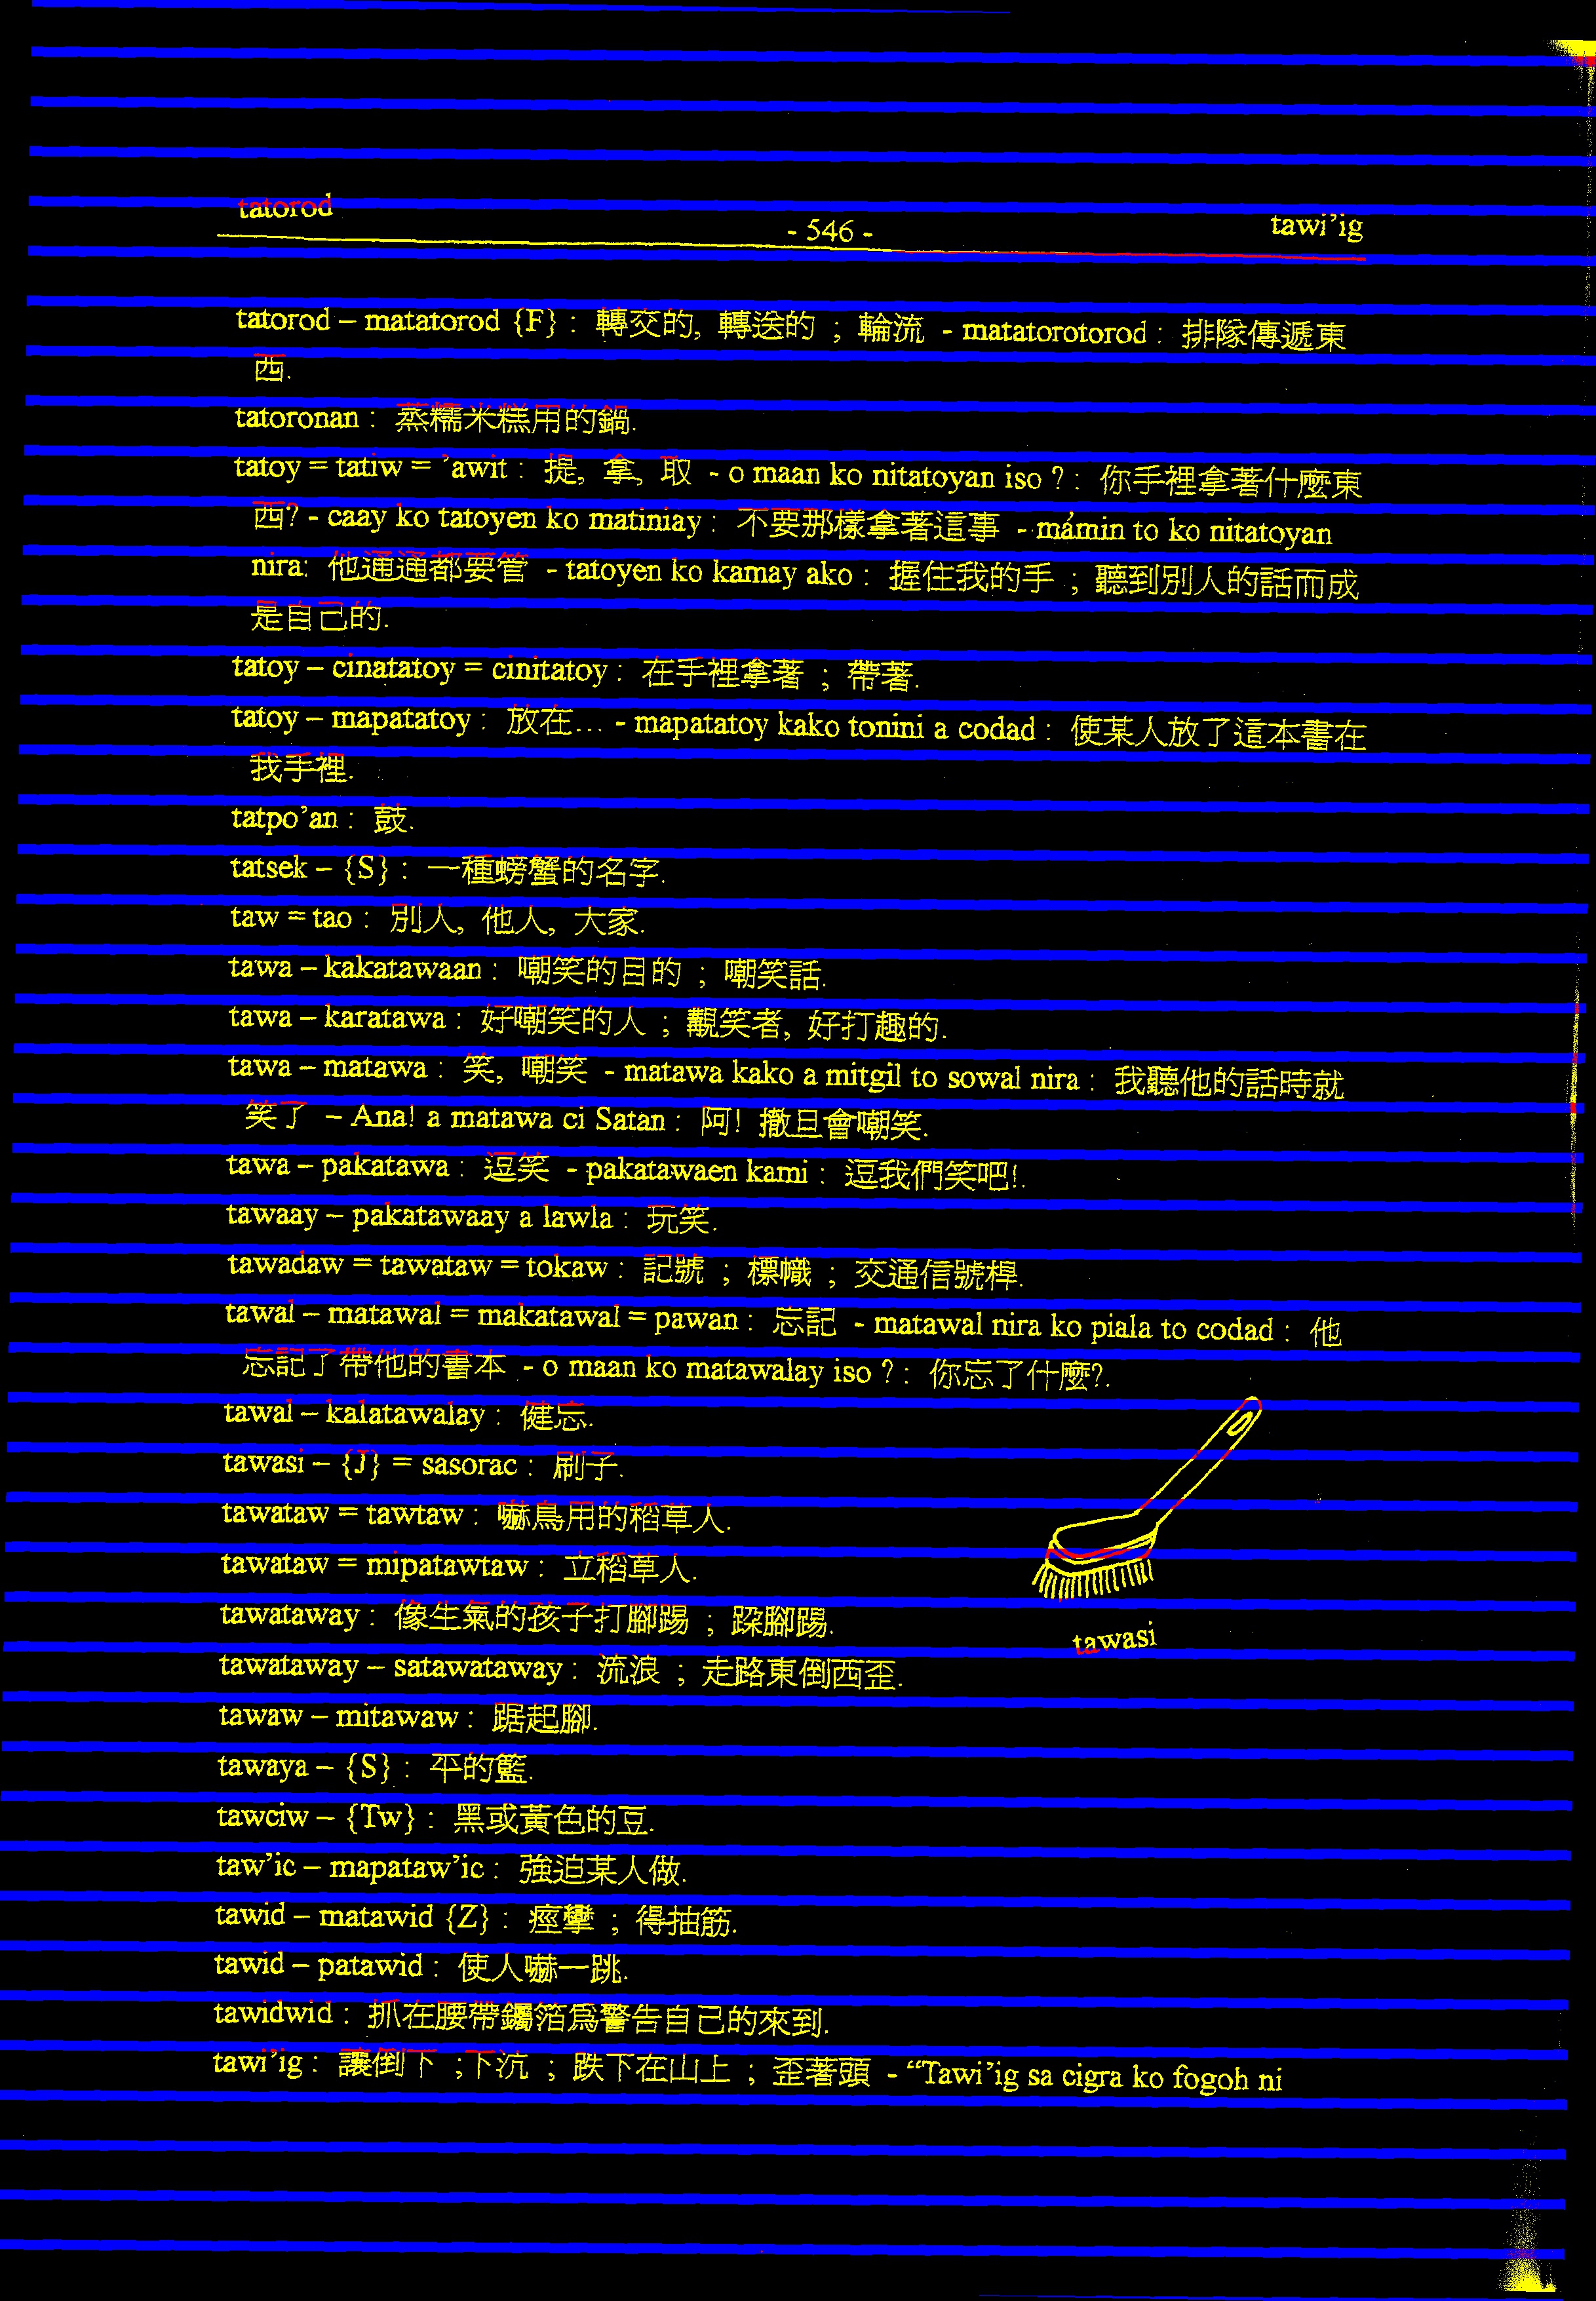 tatorod - 546 - tawi’ig
tatorod – matatorod {F} : 轉交的, 轉送的 ; 輪流 - matatorotorod : 排隊傳遞東
西.
tatoronan : 蒸糯米糕用的鍋.
tatoy = tatiw = ’awit : 提, 拿, 取 - o maan ko nitatoyan iso ? : 你手裡拿著什麼東
西? - caay ko tatoyen ko matiniay : 不要那樣拿著這事 - mámin to ko nitatoyan
nira: 他通通都要管 - tatoyen ko kamay ako : 握住我的手 ; 聽到別人的話而成
是自己的.
tatoy – cinatatoy = cinitatoy : 在手裡拿著 ; 帶著.
tatoy – mapatatoy : 放在… - mapatatoy kako tonini a codad : 使某人放了這本書在
我手裡.
tatpo’an : 鼓.
tatsek – {S} : 一種螃蟹的名字.
taw = tao : 別人, 他人, 大家.
tawa – kakatawaan : 嘲笑的目的 ; 嘲笑話.
tawa – karatawa : 好嘲笑的人 ; 觀笑者, 好打趣的.
tawa – matawa : 笑, 嘲笑 - matawa kako a mitgil to sowal nira : 我聽他的話時就
笑了 – Ana! a matawa ci Satan : 阿! 撒旦會嘲笑.
tawa – pakatawa : 逗笑 - pakatawaen kami : 逗我們笑吧!.
tawaay – pakatawaay a lawla : 玩笑.
tawadaw = tawataw = tokaw : 記號 ; 標幟 ; 交通信號桿.
tawal – matawal = makatawal = pawan : 忘記 - matawal nira ko piala to codad : 他
忘記了帶他的書本 - o maan ko matawalay iso ? : 你忘了什麼?.
tawal – kalatawalay : 健忘.
tawasi – {J} = sasorac : 刷子.
tawataw = tawtaw : 嚇鳥用的稻草人.
tawataw = mipatawtaw : 立稻草人.
tawataway : 像生氣的孩子打腳踢 ; 跺腳踢.
tawasi
tawataway – satawataway : 流浪 ; 走路東倒西歪.
tawaw – mitawaw : 踞起腳.
tawaya – {S} : 平的籃.
tawciw – {Tw} : 黑或黃色的豆.
taw’ic – mapataw’ic : 強迫某人做.
tawid – matawid {Z} : 痙攣 ; 得抽筋.
tawid – patawid : 使人嚇一跳.
tawidwid : 抓在腰帶鐲箔為警告自己的來到.
tawi’ig : 讓倒下 ;下沆 ; 跌下在山上 ; 歪著頭 - “Tawi’ig sa cigra ko fogoh ni